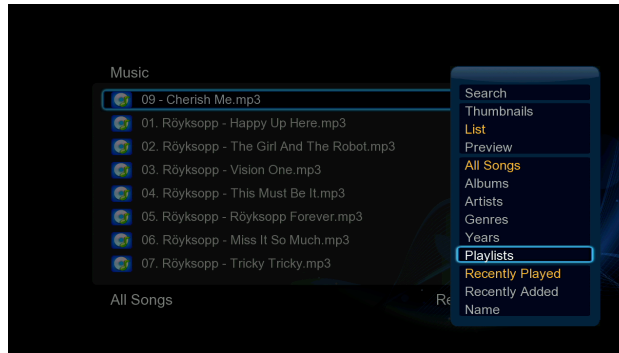 Music
09 - Cherish Me.mp3
01. Röyksopp - Happy Up Here.mp3
02. Röyksopp - The Girl And The Robot.mp3
03. Röyksopp - Vision One.mp3
04. Röyksopp - This Must Be It.mp3
05. Röyksopp - Röyksopp Forever.mp3
06. Röyksopp - Miss It So Much.mp3
07. Röyksopp - Tricky Tricky.mp3
All Songs
Search
Thumbnails
List
Preview
All Songs
Albums
Artists
Genres
Years
Playlists
Recently Played
Recently Added
Name